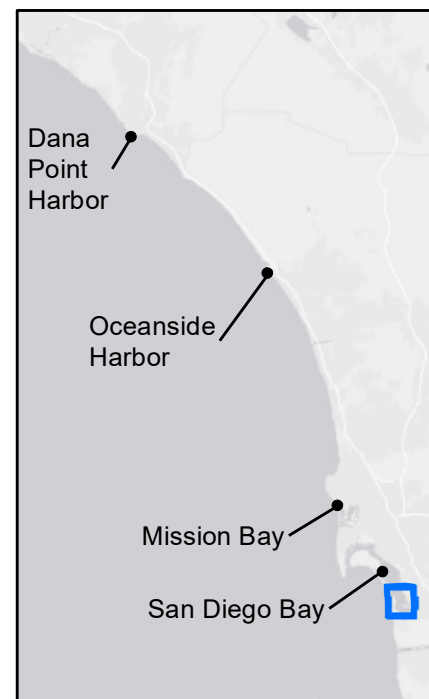 Dana
Point
Harbor
Oceanside
Harbor
Mission Bay
San Diego Bay